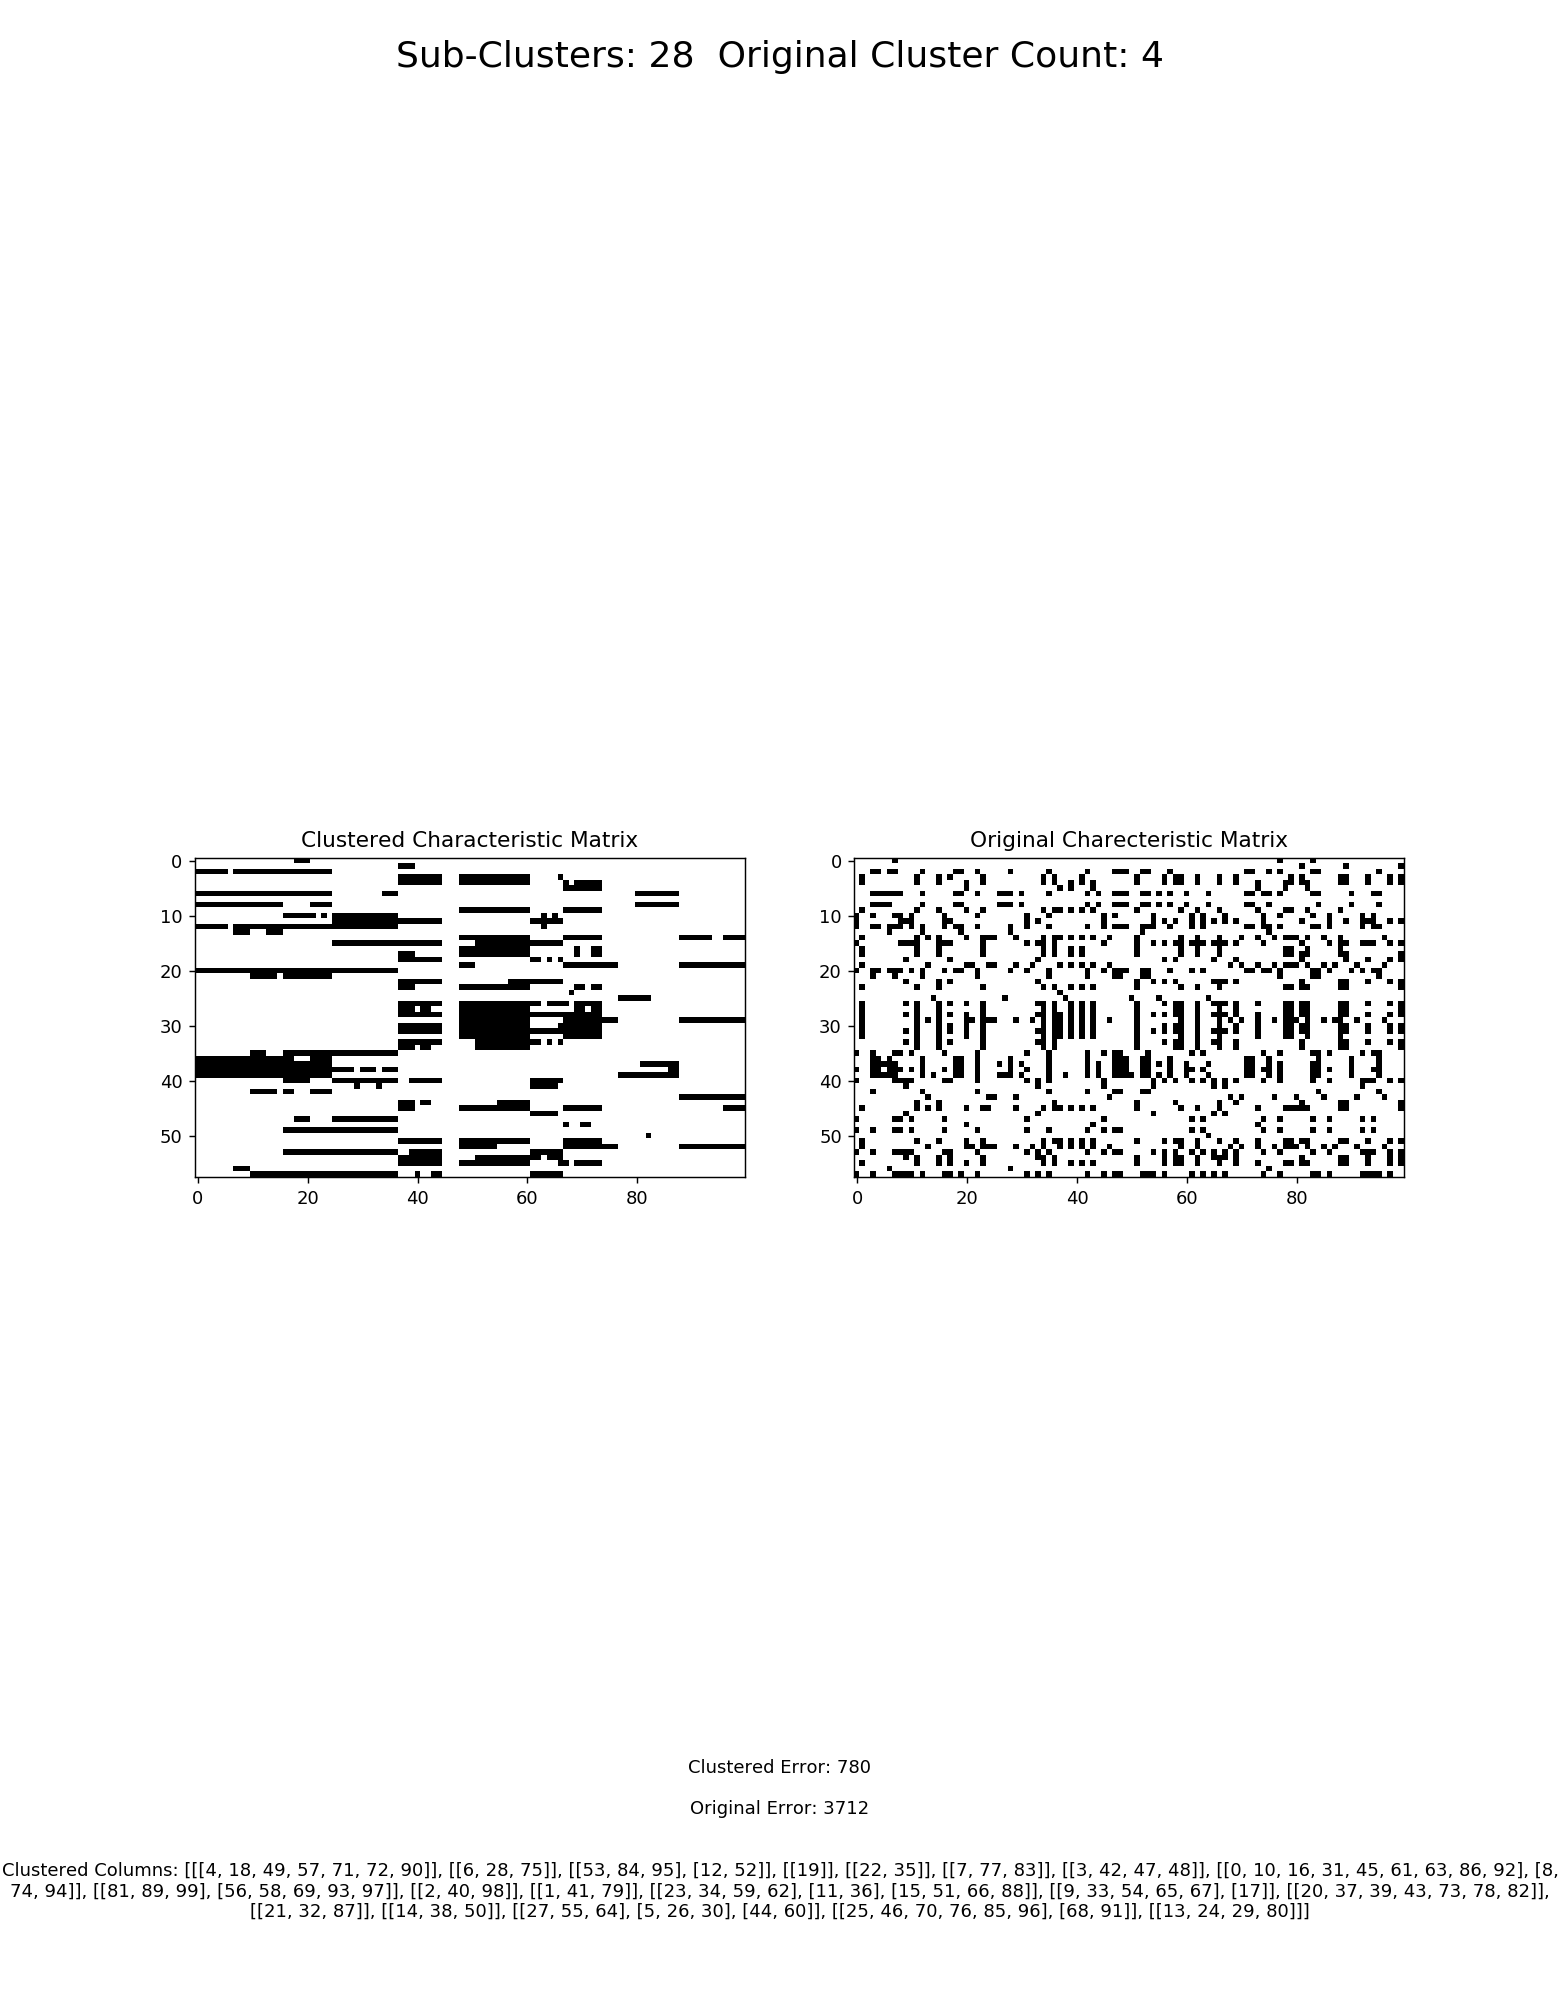 Sub-Clusters: 28  Original Cluster Count: 4
Clustered Characteristic Matrix
0
10
20
30
40
50
0 20 40 60 80
Original Charecteristic Matrix
0
10
20
30
40
50
0 20 40 60 80
Clustered Error: 780
Original Error: 3712
Clustered Columns: [[[4, 18, 49, 57, 71, 72, 90]], [[6, 28, 75]], [[53, 84, 95], [12, 52]], [[19]], [[22, 35]], [[7, 77, 83]], [[3, 42, 47, 48]], [[0, 10, 16, 31, 45, 61, 63, 86, 92], [8,
74, 94]], [[81, 89, 99], [56, 58, 69, 93, 97]], [[2, 40, 98]], [[1, 41, 79]], [[23, 34, 59, 62], [11, 36], [15, 51, 66, 88]], [[9, 33, 54, 65, 67], [17]], [[20, 37, 39, 43, 73, 78, 82]],
[[21, 32, 87]], [[14, 38, 50]], [[27, 55, 64], [5, 26, 30], [44, 60]], [[25, 46, 70, 76, 85, 96], [68, 91]], [[13, 24, 29, 80]]]